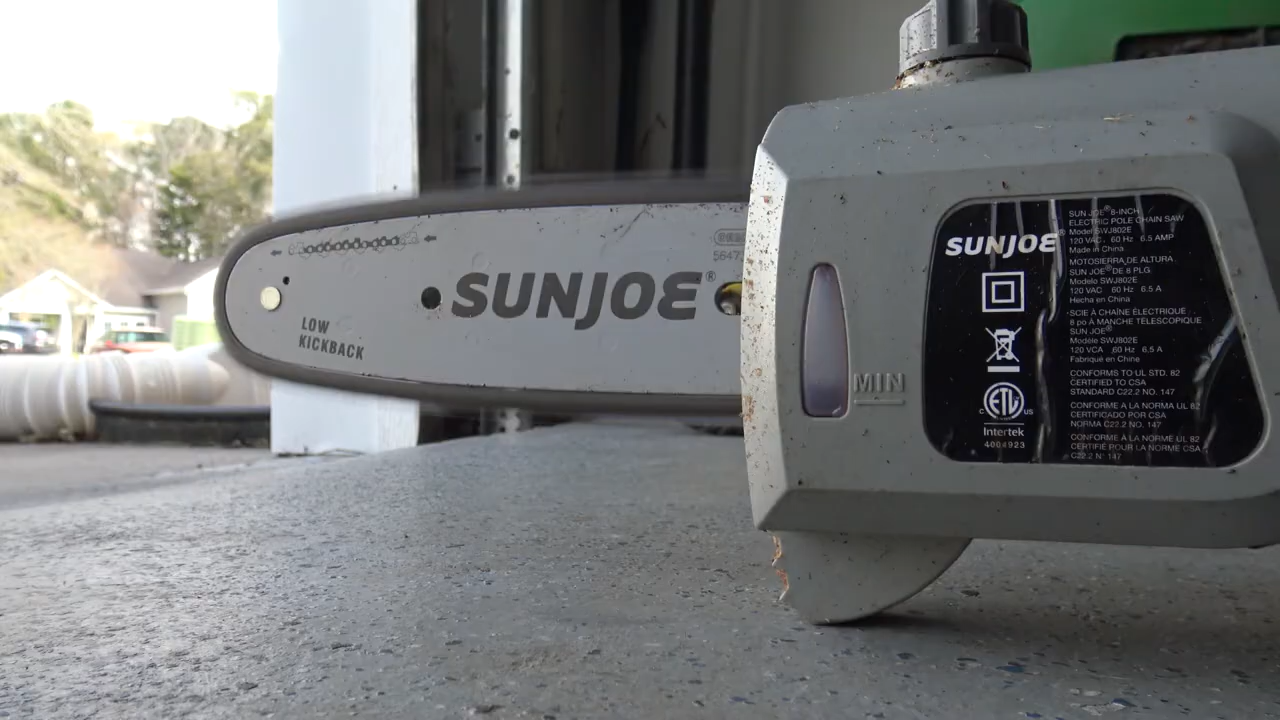 SUNJOE®
LOW
KICKBACK
MIN
SUNJOE®
Intertek
4004923
ETL
C US
SUN JOE® 8-INCH
ELECTRIC POLE CHAIN SAW
Model SWJ802E
120 VAC 60 Hz 6.5 AMP
Made in China
MOTOSIERRA DE ALTURA
SUN JOE® DE 8 PLG
Modelo SWJ802E
120 VAC 60 Hz 6.5 A
Hecha en China
SCIE À CHAÎNE ÉLECTRIQUE
8 po À MANCHE TÉLESCOPIQUE
SUN JOE®
Modèle SWJ802E
120 VCA 60 Hz 6,5 A
Fabriqué en China
CONFORMS TO UL STD. 82
CERTIFIED TO CSA
STANDARD C22.2 NO. 147
CONFORME A LA NORMA UL 82
CERTIFICADO POR CSA
NORMA C22.2 NO. 147
CONFORME À LA NORME UL 82
CERTIFIÉ POUR LA NORME CSA
C22.2 N° 147